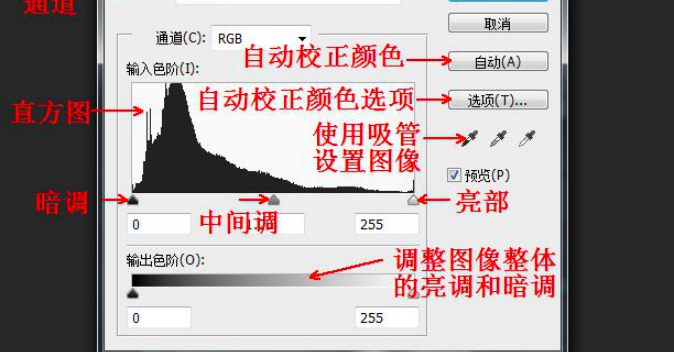 通道
取消
通道(C): RGB
自动校正颜色
自动(A)
输入色阶(I):
自动校正颜色选项
选项(T)...
直方图
使用吸管
设置图像
预览(P)
暗调
中间调
亮部
0
255
输出色阶(O):
调整图像整体
的亮调和暗调
0
255